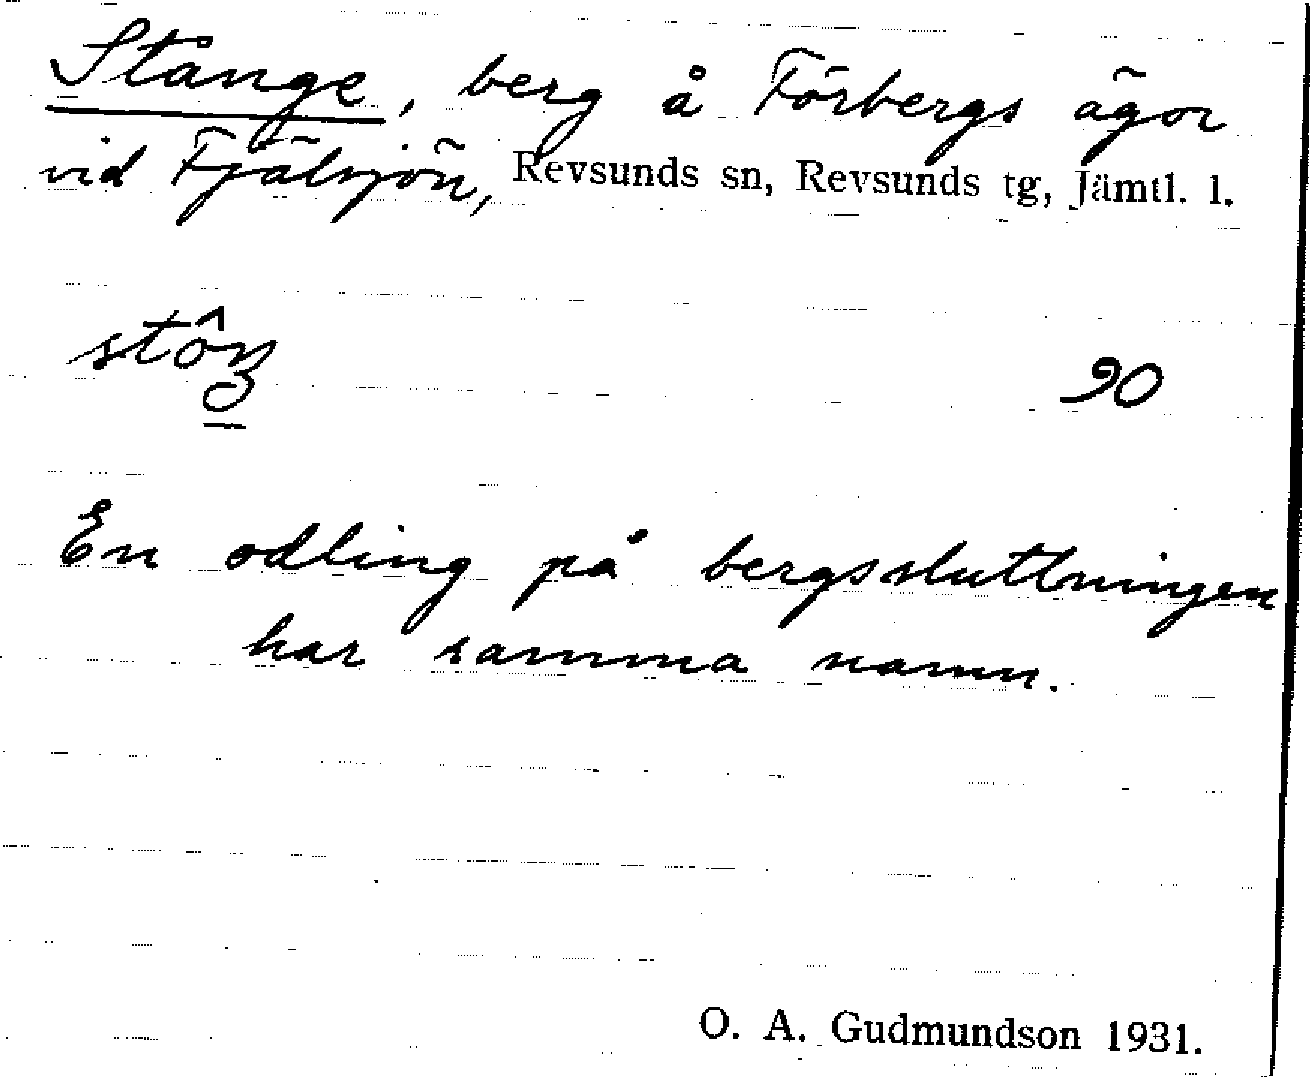 Stånge, berg å Förbergs ägor
vid Fjälsjön, Revsunds sn, Revsunds tg, Jämtl. l.
90
En odling på bergssluttningen
har samma namn.
O. A. Gudmundson 1931.